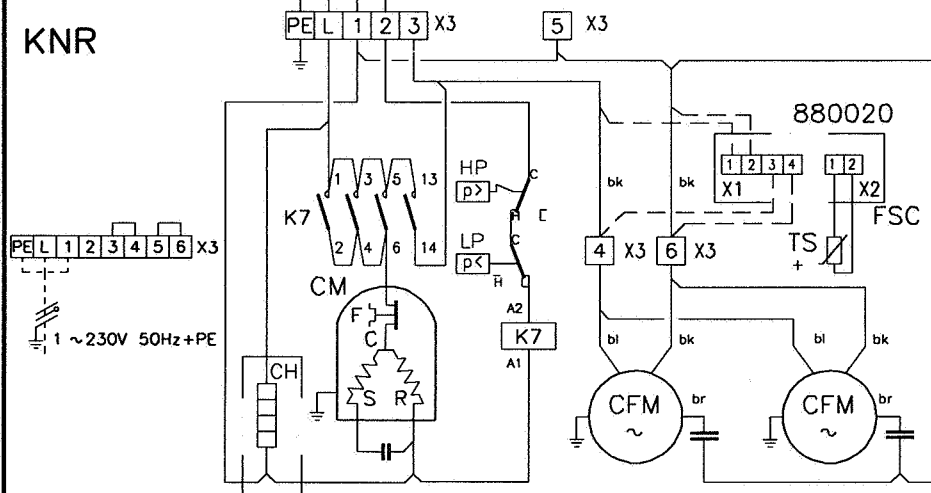 PE L 1 2 3 X3
5 X3
KNR
880020
1 2 3 4
1 2
X1
X2
FSC
HP
p>
C
bk
bk
1 3 5 13
K7
2 4 6 14
H
C
LP
p<
H
PE L 1 2 3 4 5 6 X3
4 X3
6 X3
TS
+
CM
F
C
A2
K7
A1
1 ~230V 50Hz+PE
bl
bk
bl
bk
CH
S R
CFM
~
br
CFM
~
br